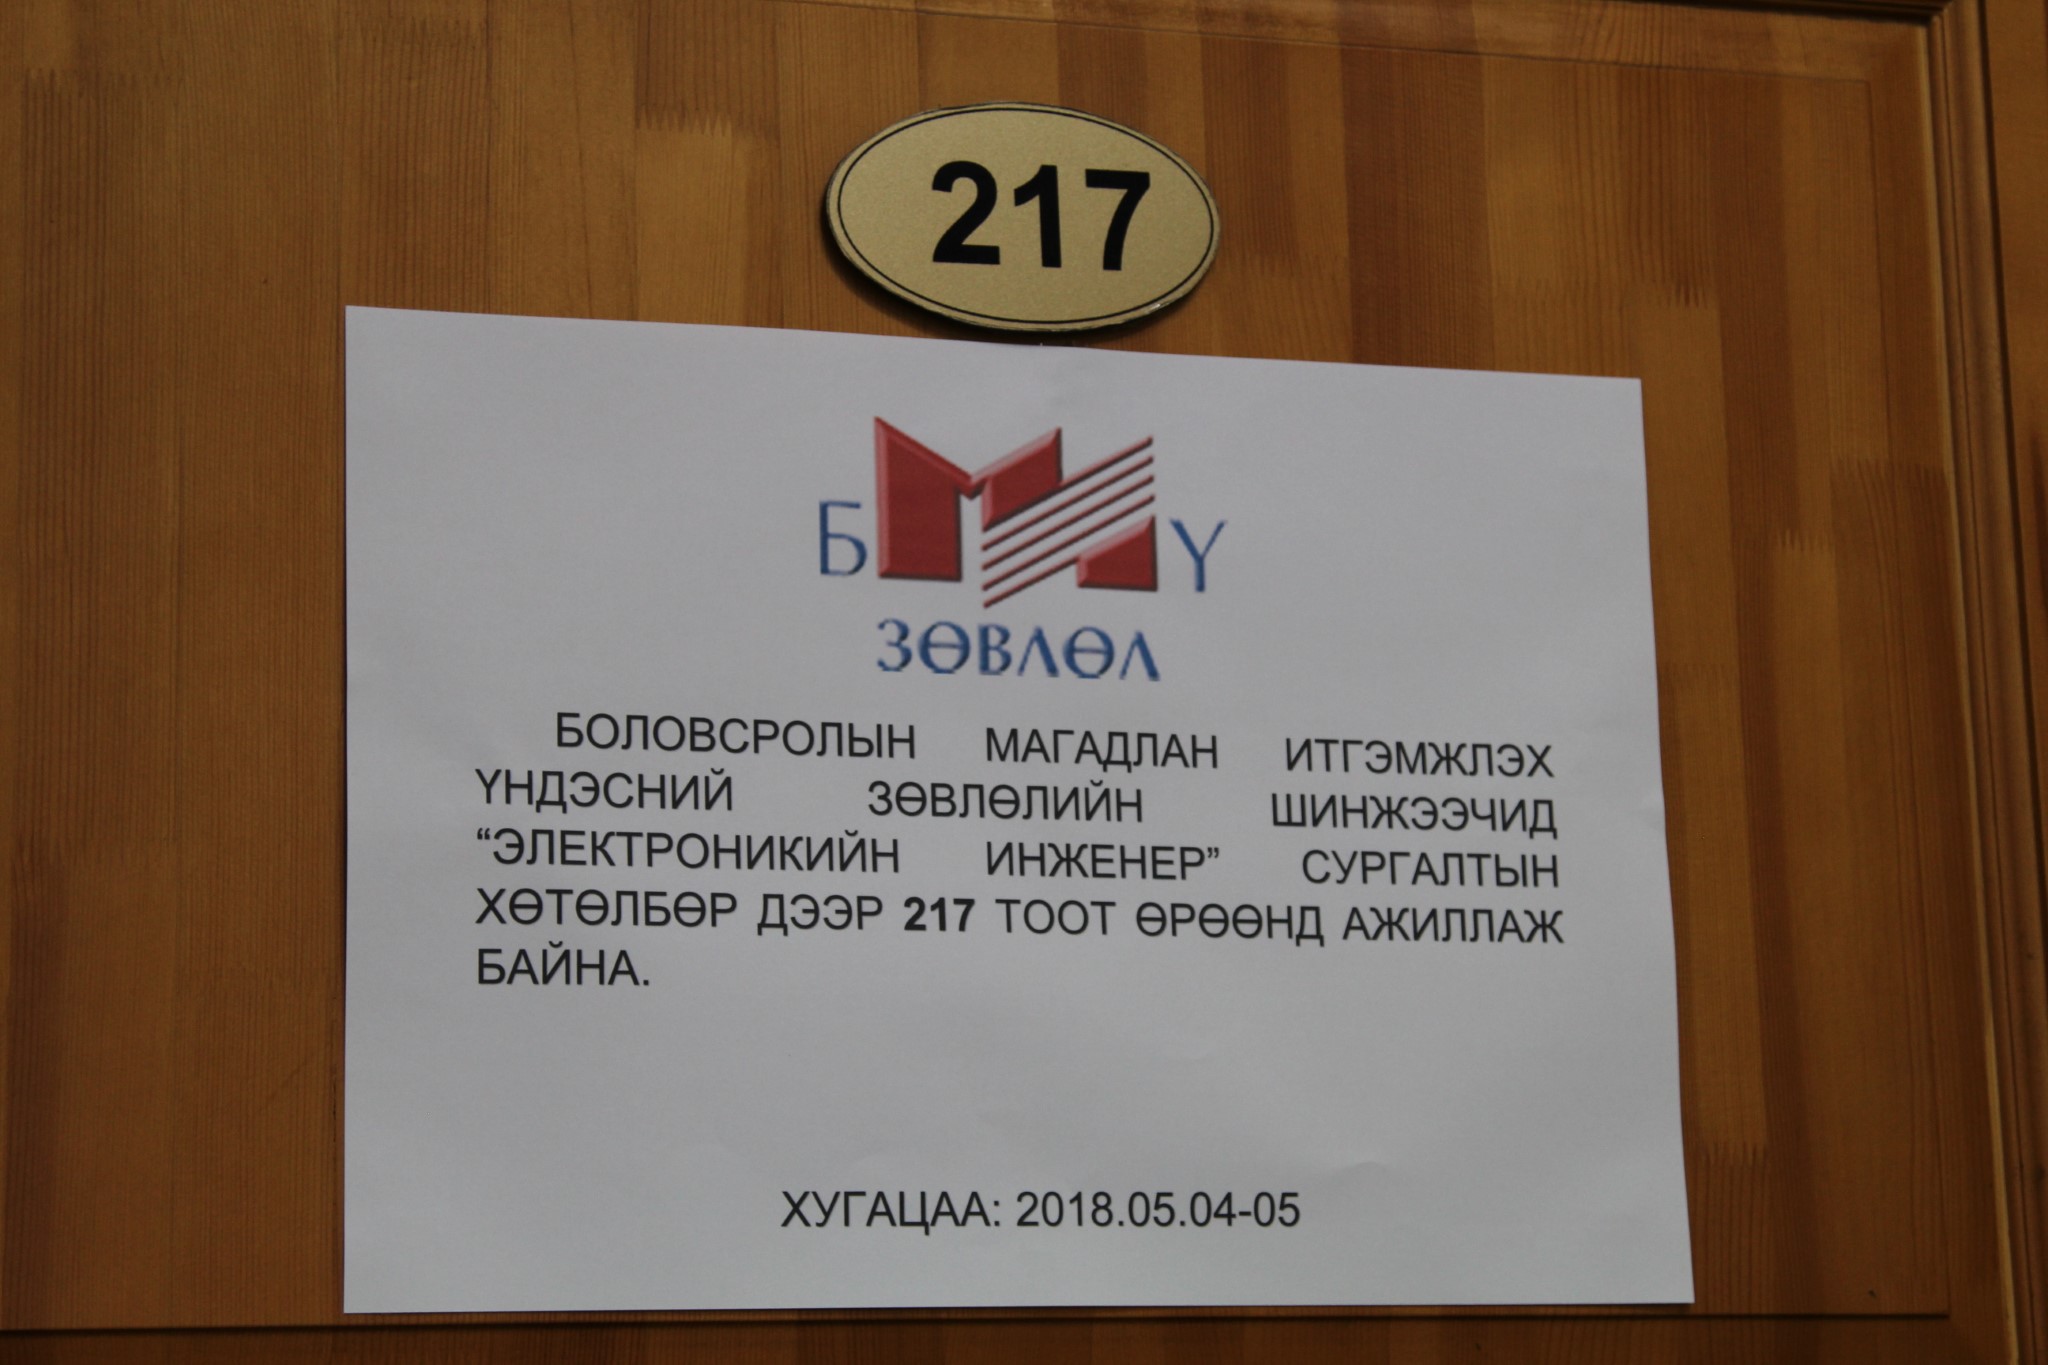 217
БМИҮ
ЗӨВЛӨЛ
БОЛОВСРОЛЫН МАГАДЛАН ИТГЭМЖЛЭХ
ҮНДЭСНИЙ ЗӨВЛӨЛИЙН ШИНЖЭЭЧИД
“ЭЛЕКТРОНИКИЙН ИНЖЕНЕР” СУРГАЛТЫН
ХӨТӨЛБӨР ДЭЭР 217 ТООТ ӨРӨӨНД АЖИЛЛАЖ
БАЙНА.
ХУГАЦАА: 2018.05.04-05